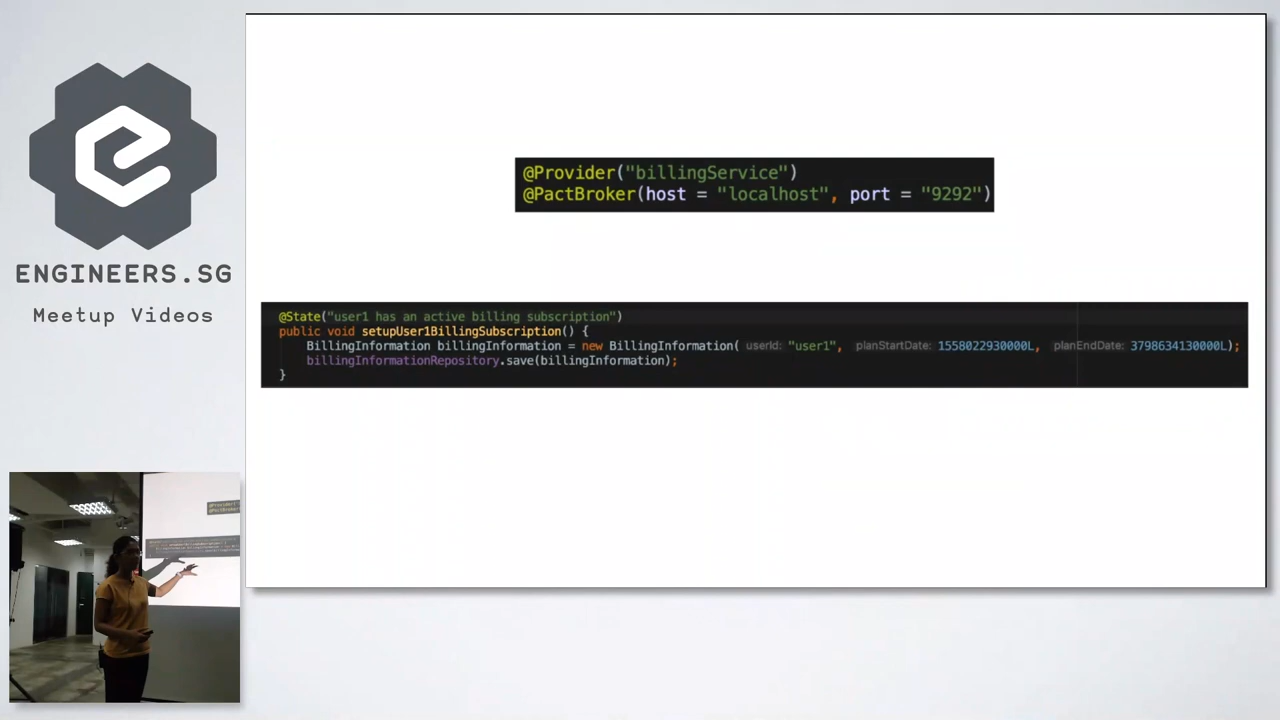 ENGINEERS.SG
Meetup Videos
@Provider("billingService")
@PactBroker(host = "localhost", port = "9292")
@State("user1 has an active billing subscription")
public void setupUser1BillingSubscription() {
BillingInformation billingInformation = new BillingInformation( userId: "user1", planStartDate: 1558022930000L, planEndDate: 3798634130000L);
billingInformationRepository.save(billingInformation);
}